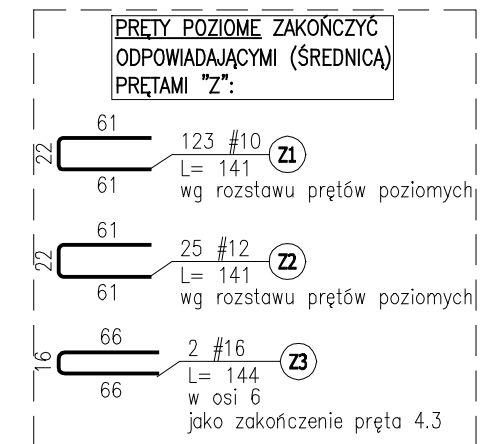 PRĘTY POZIOME ZAKOŃCZYĆ
ODPOWIADAJĄCYMI (ŚREDNICĄ)
PRĘTAMI "Z":
61
22
61
123 #10
Z1
L= 141
wg rozstawu prętów poziomych
61
22
61
25 #12
Z2
L= 141
wg rozstawu prętów poziomych
66
16
66
2 #16
Z3
L= 144
w osi 6
jako zakończenie pręta 4.3